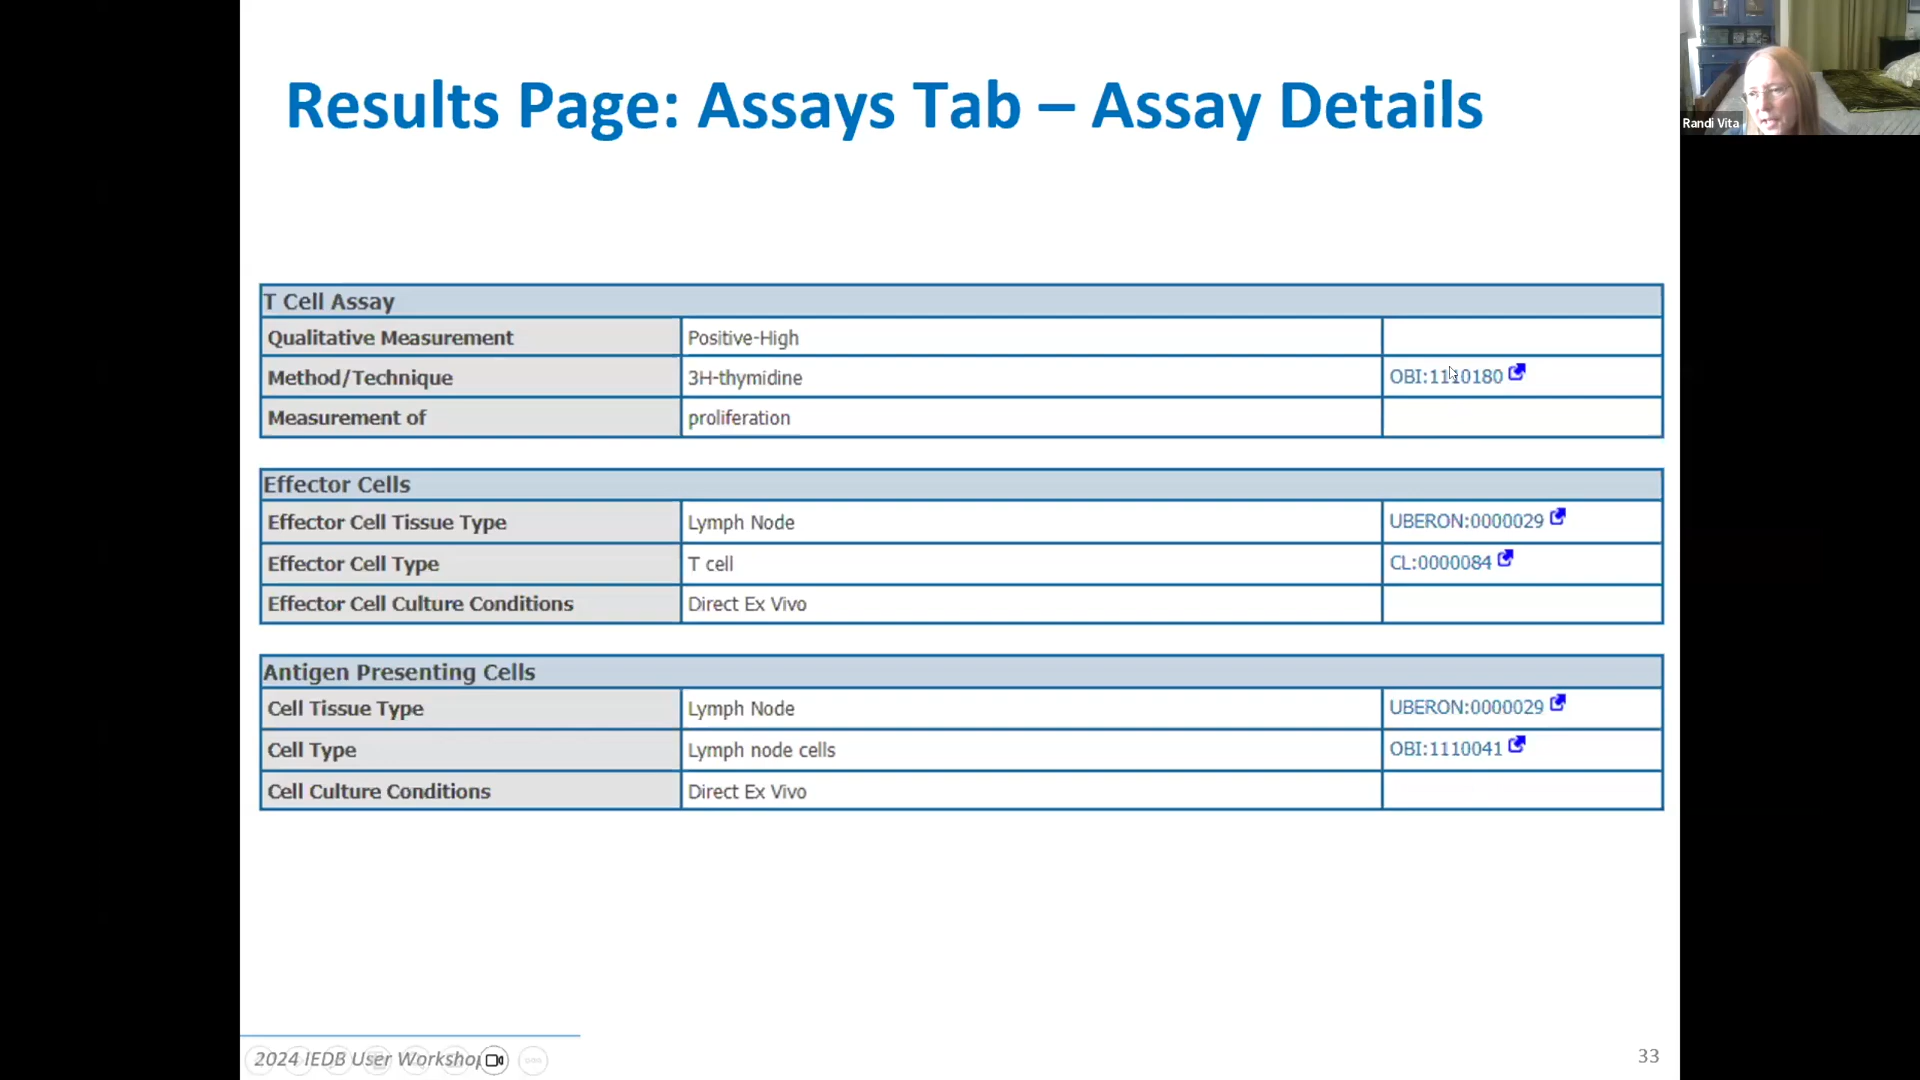 Results Page: Assays Tab – Assay Details
Randi Vita
T Cell Assay
Qualitative Measurement Positive-High
Method/Technique 3H-thymidine OBI:1110180
Measurement of proliferation
Effector Cells
Effector Cell Tissue Type Lymph Node UBERON:0000029
Effector Cell Type T cell CL:0000084
Effector Cell Culture Conditions Direct Ex Vivo
Antigen Presenting Cells
Cell Tissue Type Lymph Node UBERON:0000029
Cell Type Lymph node cells OBI:1110041
Cell Culture Conditions Direct Ex Vivo
2024 IEDB User Workshop
33